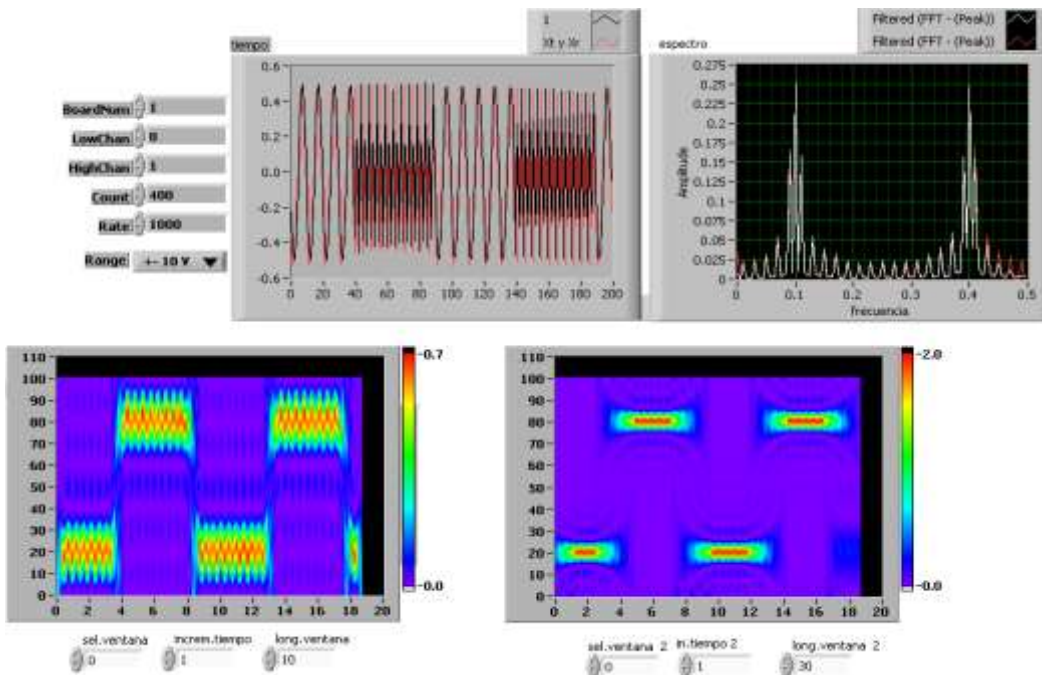 1
Xt y Xr
tiempo
0.6
0.4
0.2
0.0
-0.2
-0.4
-0.6
0 20 40 60 80 100 120 140 160 180 200
BoardNum 1
LowChan 0
HighChan 1
Count 400
Rate 1000
Range +- 10 V
Filtered (FFT - (Peak))
Filtered (FFT - (Peak))
espectro
Amplitude
0.275
0.25
0.225
0.2
0.175
0.15
0.125
0.1
0.075
0.05
0.025
0
0 0.1 0.2 0.3 0.4 0.5
frecuencia
110
100
90
80
70
60
50
40
30
20
10
0
0 2 4 6 8 10 12 14 16 18 20
0.7
0.0
sel.ventana increm.tiempo long.ventana
0 1 10
110
100
90
80
70
60
50
40
30
20
10
0
0 2 4 6 8 10 12 14 16 18 20
2.0
0.0
sel.ventana 2 in.tiempo 2 long.ventana 2
0 1 30